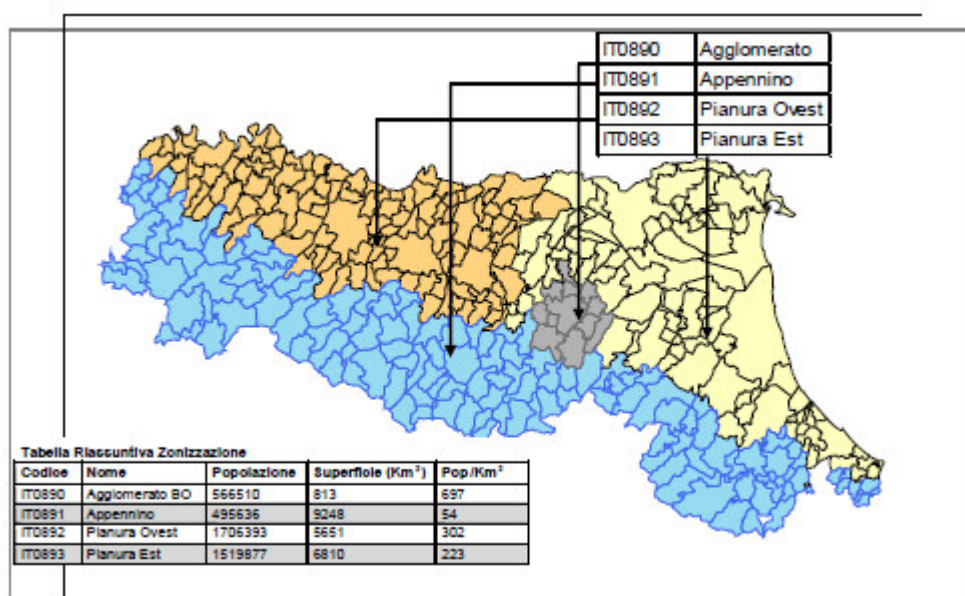 IT0890 Agglomerato
IT0891 Appennino
IT0892 Pianura Ovest
IT0893 Pianura Est
Tabella Riassuntiva Zonizzazione
Codice Nome Popolazione Superficie (Km²) Pop/Km²
IT0890 Agglomerato BO 566510 813 697
IT0891 Appennino 495636 9248 54
IT0892 Pianura Ovest 1706393 5651 302
IT0893 Pianura Est 1519877 6810 223